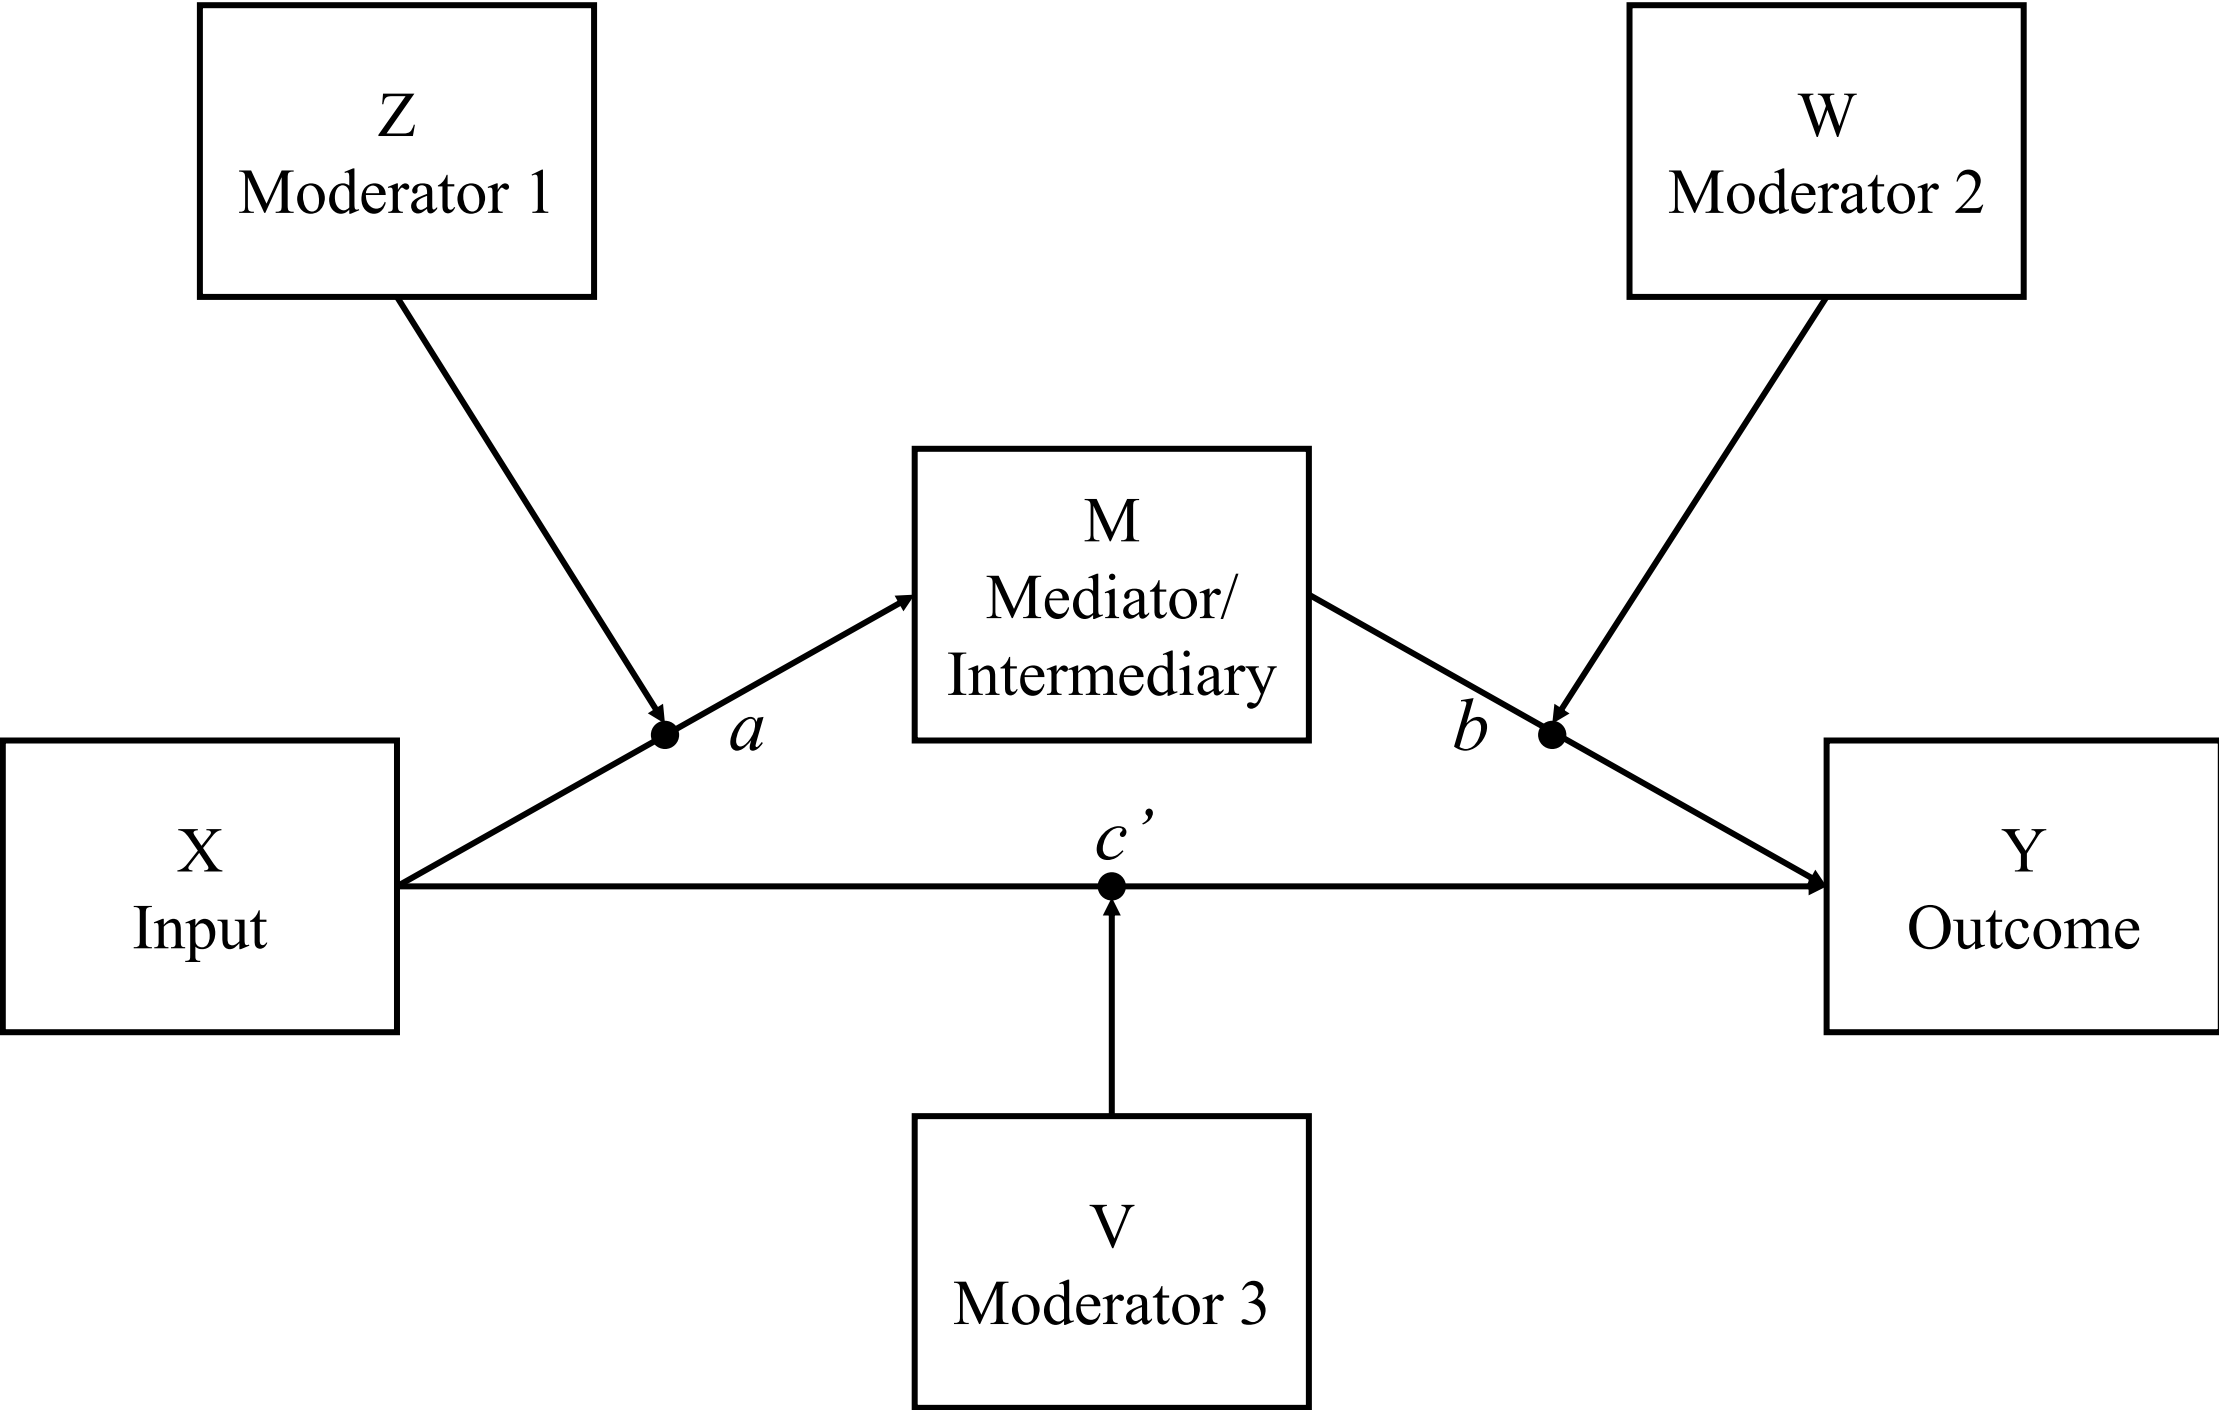 Z
Moderator 1
W
Moderator 2
M
Mediator/
Intermediary
a
b
c’
X
Input
Y
Outcome
V
Moderator 3